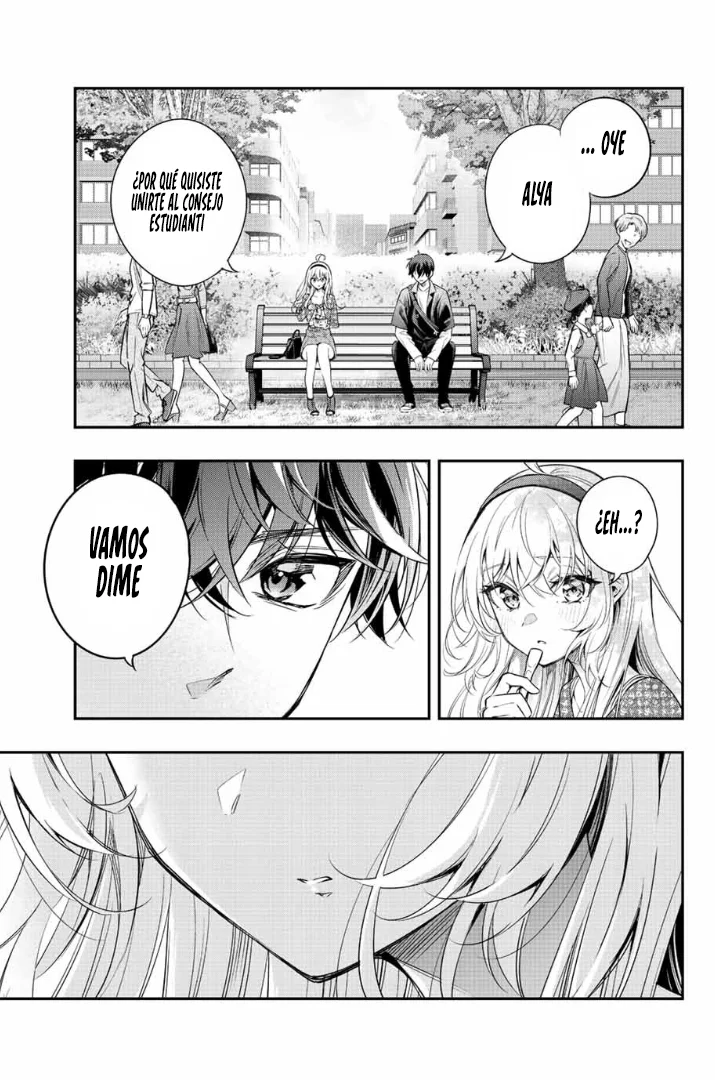 ... OYE
ALYA
¿POR QUÉ QUISISTE
UNIRTE AL CONSEJO
ESTUDIANTI
¿EH...?
VAMOS
DIME